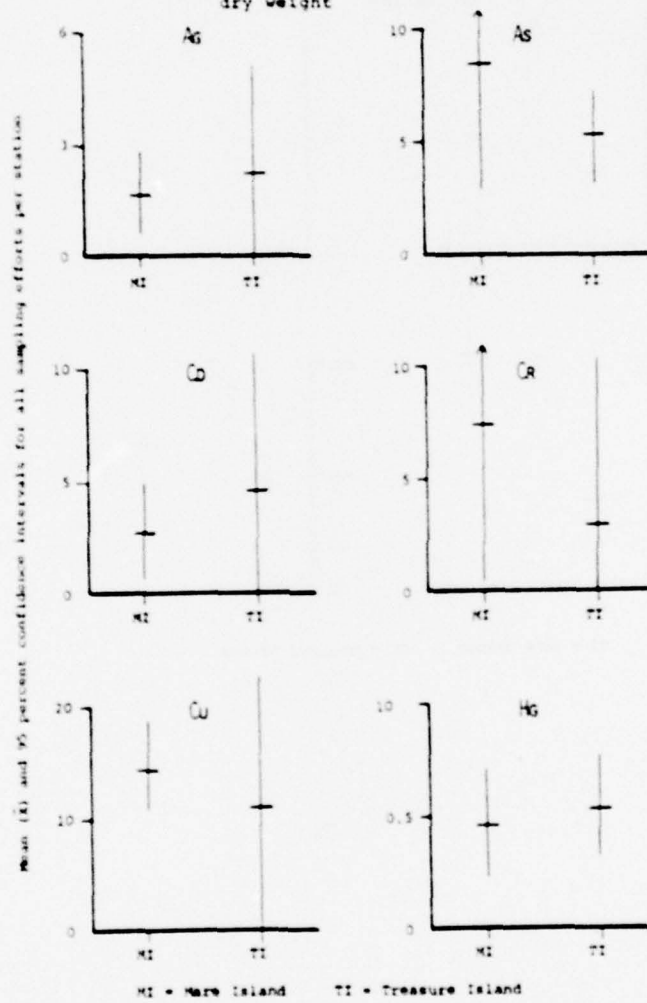 dry weight
Ag
As
6
3
0
10
5
0
MI
TI
MI
TI
Mean (X̄) and 95 percent confidence intervals for all sampling efforts per station
CD
CR
10
5
0
10
5
0
MI
TI
MI
TI
CU
HG
20
10
0
10
0.5
0
MI
TI
MI
TI
MI = Mare Island TI = Treasure Island